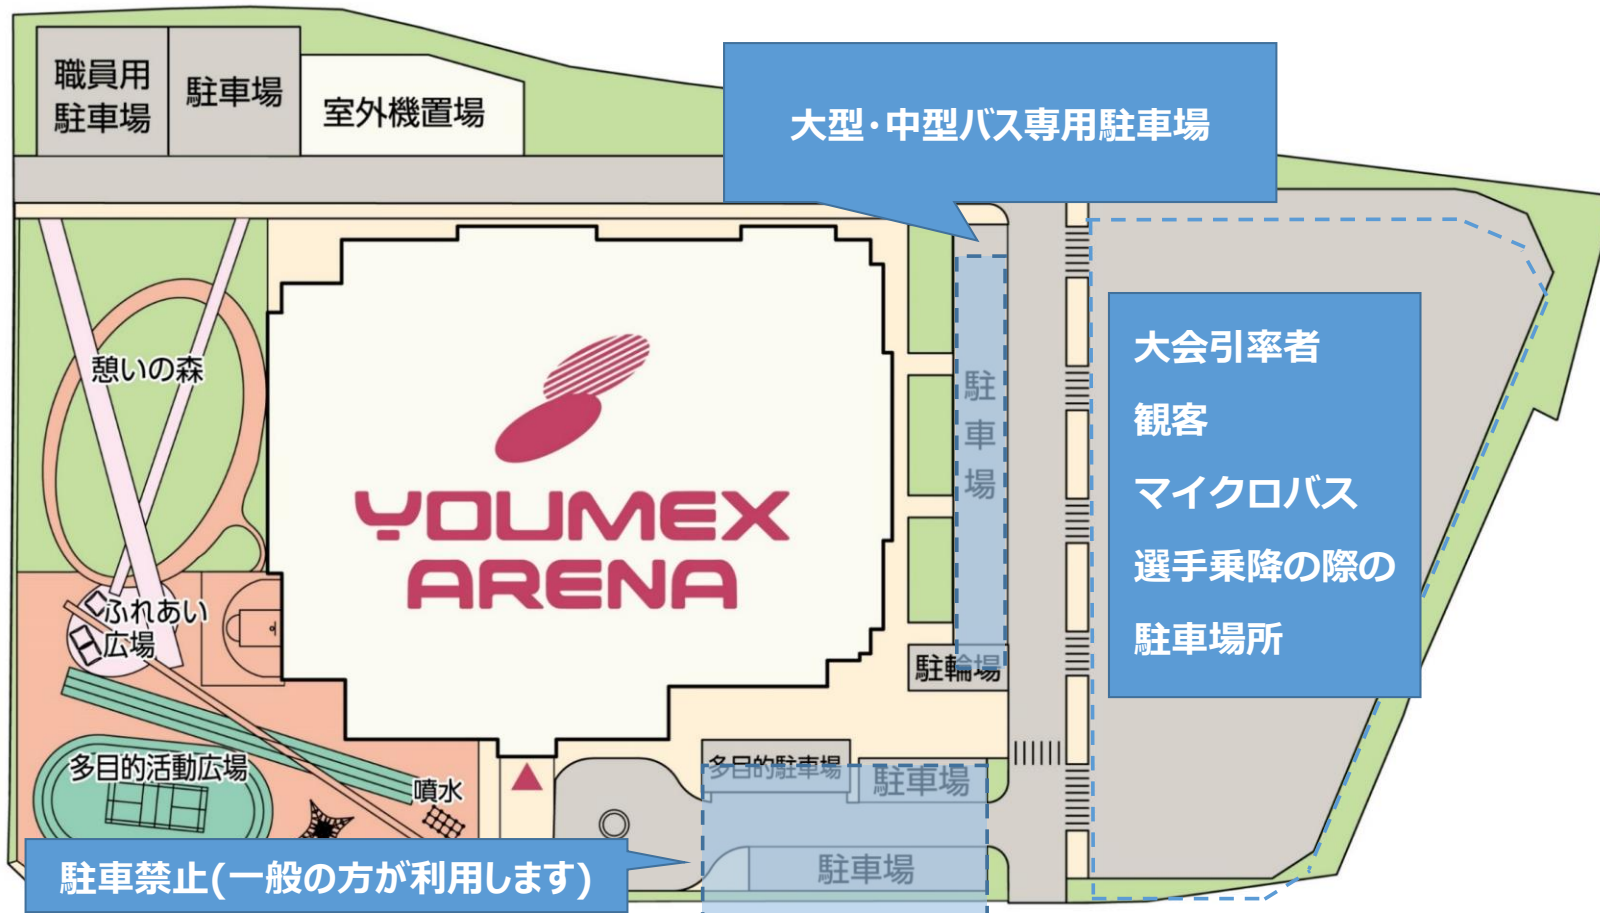 職員用
駐車場
駐車場
室外機置場
大型･中型バス専用駐車場
憩いの森
YOUMEX
ARENA
駐
車
場
大会引率者
観客
マイクロバス
選手乗降の際の
駐車場所
ふれあい
広場
駐輪場
多目的活動広場
噴水
多目的駐車場
駐車場
駐車場
駐車禁止(一般の方が利用します)